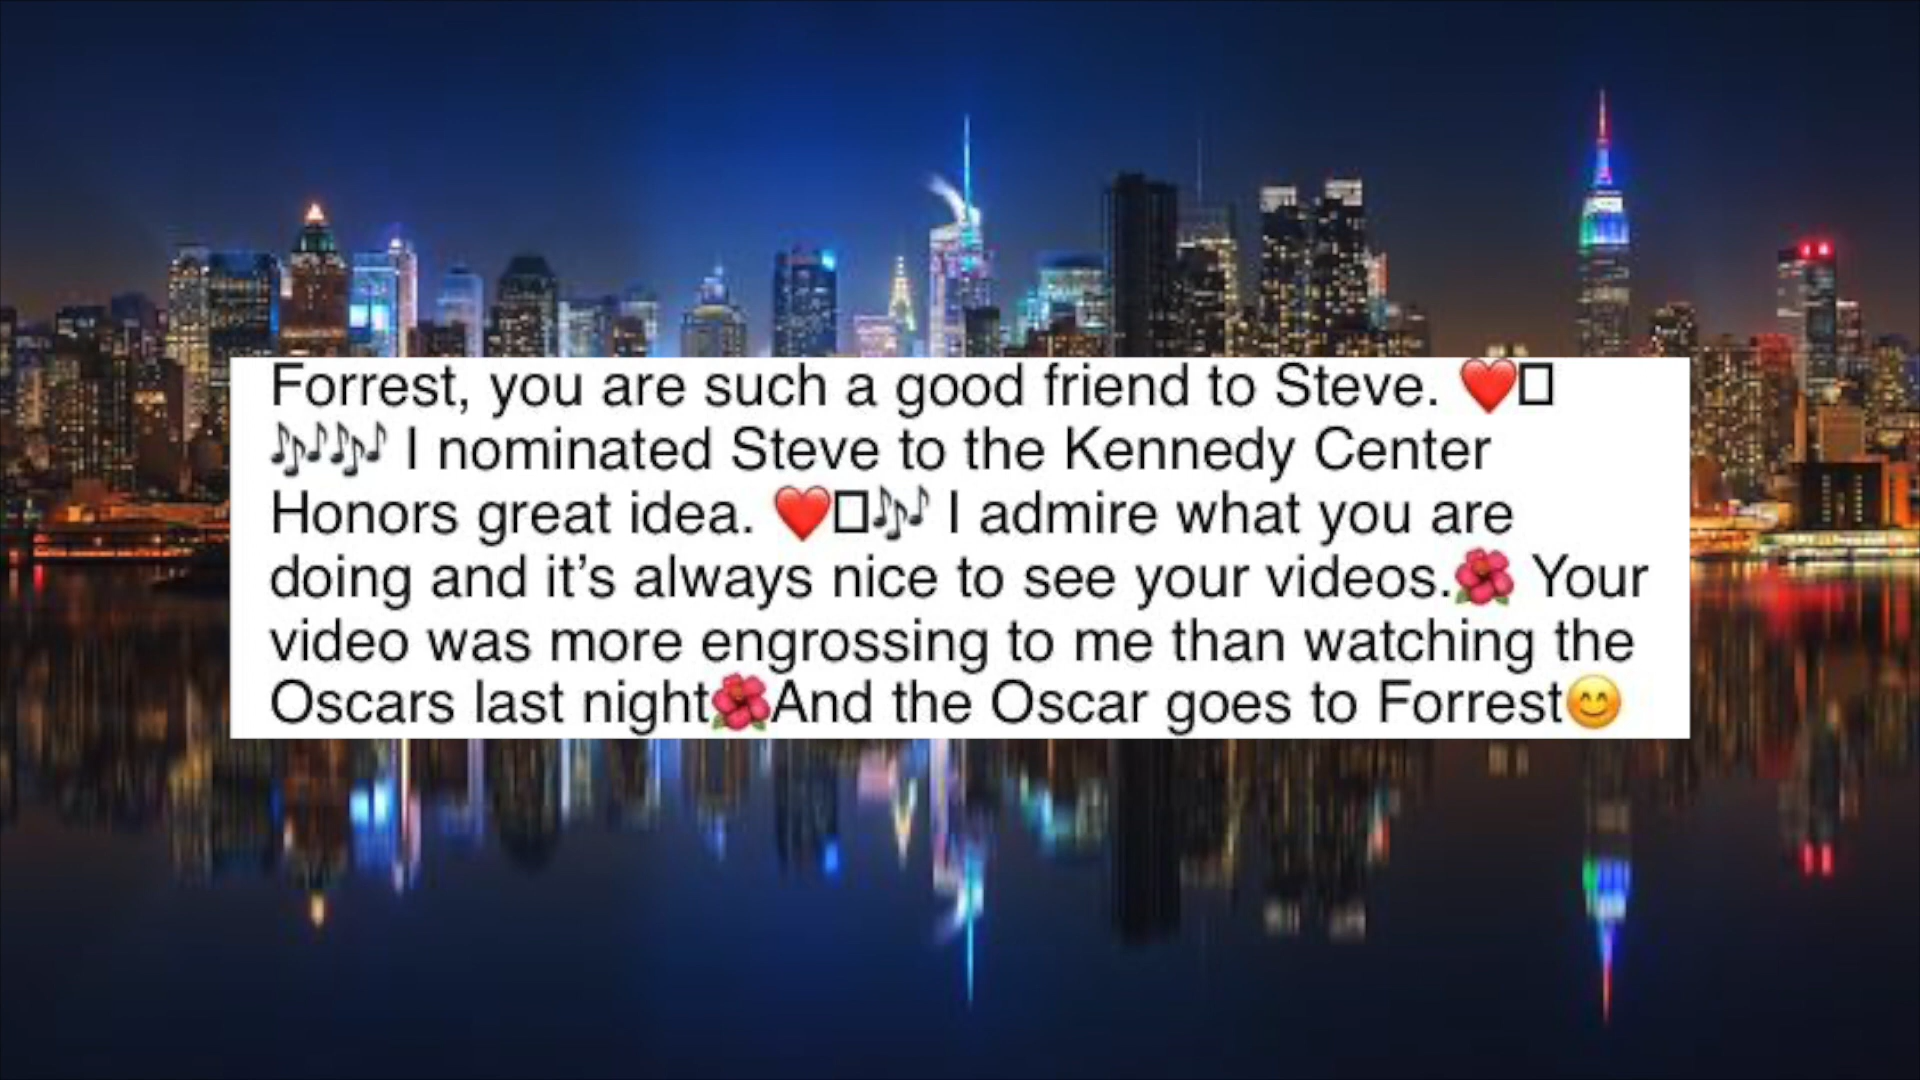 Forrest, you are such a good friend to Steve. ❤️□
🎶🎶 I nominated Steve to the Kennedy Center
Honors great idea. ❤️□🎶 I admire what you are
doing and it’s always nice to see your videos.🌺 Your
video was more engrossing to me than watching the
Oscars last night🌺And the Oscar goes to Forrest😊